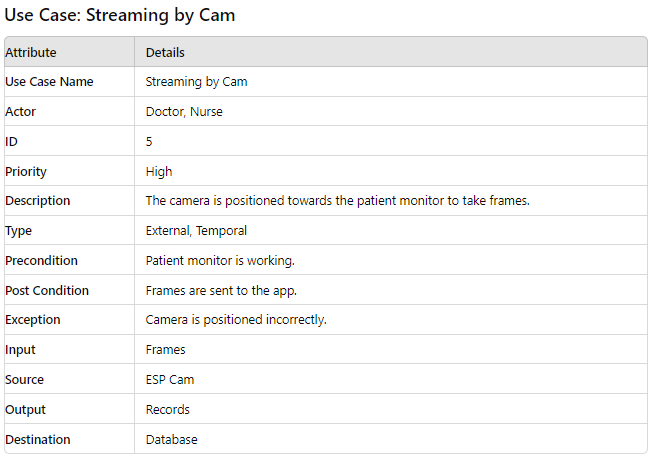 Use Case: Streaming by Cam
Attribute Details
Use Case Name Streaming by Cam
Actor Doctor, Nurse
ID 5
Priority High
Description The camera is positioned towards the patient monitor to take frames.
Type External, Temporal
Precondition Patient monitor is working.
Post Condition Frames are sent to the app.
Exception Camera is positioned incorrectly.
Input Frames
Source ESP Cam
Output Records
Destination Database